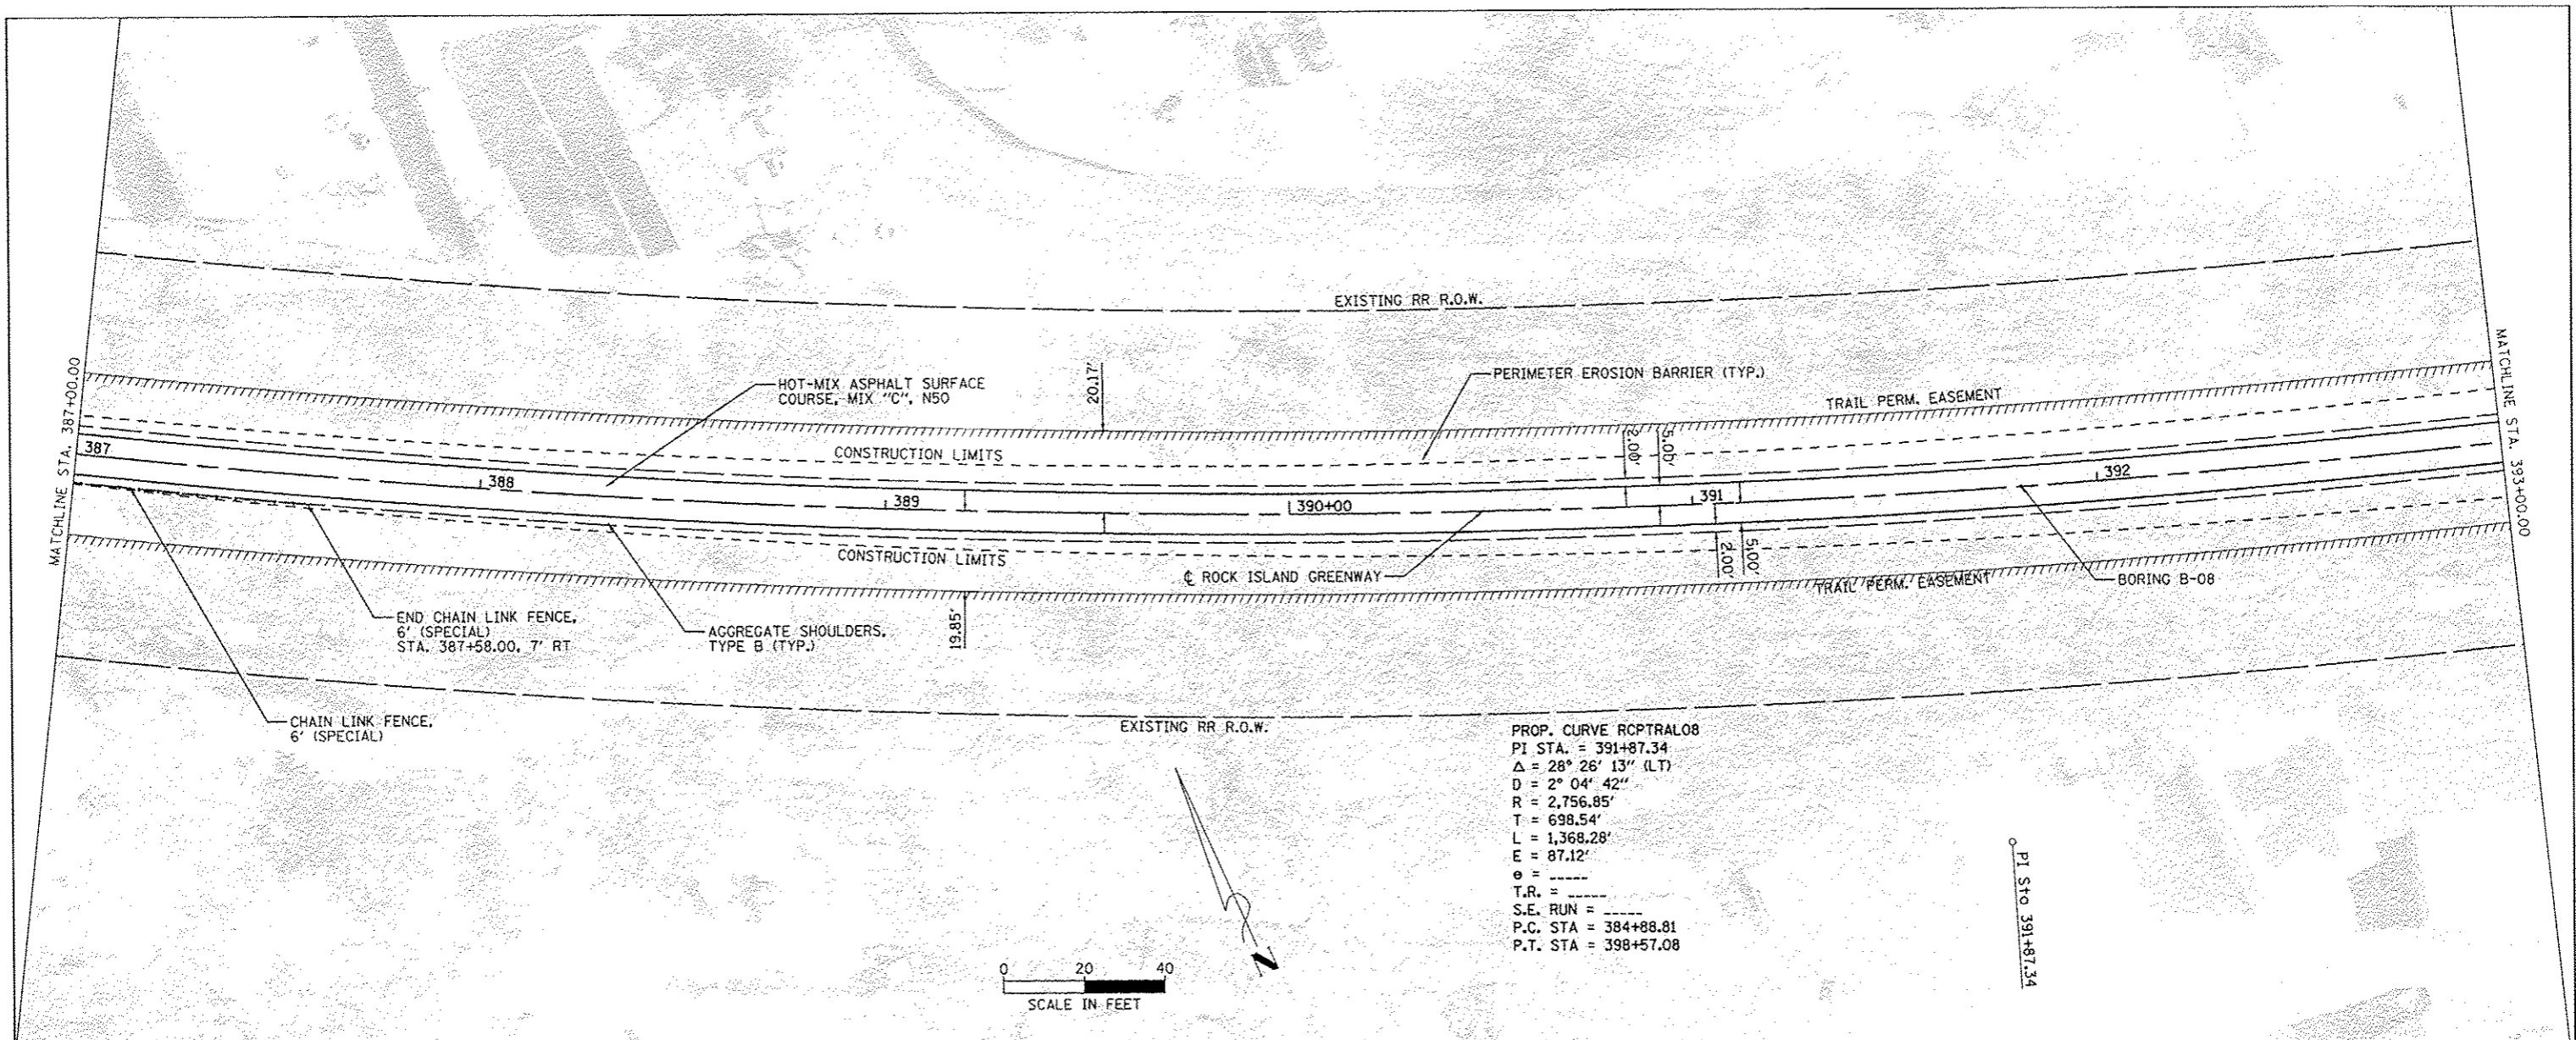 EXISTING RR R.O.W.
MATCHLINE STA. 387+00.00
MATCHLINE STA. 393+00.00
20.17'
HOT-MIX ASPHALT SURFACE
COURSE, MIX "C", N50
PERIMETER EROSION BARRIER (TYP.)
TRAIL PERM. EASEMENT
CONSTRUCTION LIMITS
2.00'
5.00'
387
388
389
390+00
391
392
CONSTRUCTION LIMITS
℄ ROCK ISLAND GREENWAY
2.00'
5.00'
TRAIL PERM. EASEMENT
BORING B-08
END CHAIN LINK FENCE,
6' (SPECIAL)
STA. 387+58.00, 7' RT
AGGREGATE SHOULDERS,
TYPE B (TYP.)
19.85'
CHAIN LINK FENCE,
6' (SPECIAL)
EXISTING RR R.O.W.
PROP. CURVE RCPTRAL08
PI STA. = 391+87.34
Δ = 28° 26' 13" (LT)
D = 2° 04' 42"
R = 2,756.85'
T = 698.54'
L = 1,368.28'
E = 87.12'
e = _____
T.R. = _____
S.E. RUN = _____
P.C. STA = 384+88.81
P.T. STA = 398+57.08
PI Sta 391+87.34
N
0 20 40
SCALE IN FEET